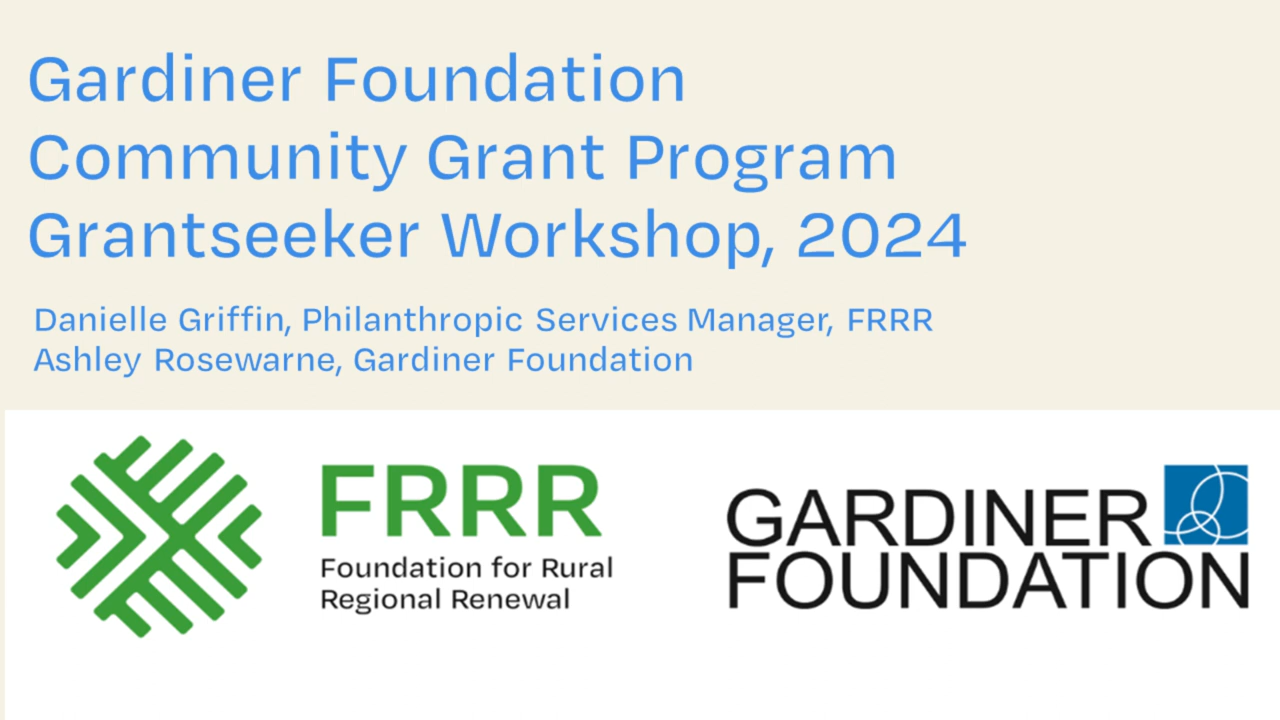 Gardiner Foundation
Community Grant Program
Grantseeker Workshop, 2024
Danielle Griffin, Philanthropic Services Manager, FRRR
Ashley Rosewarne, Gardiner Foundation
FRRR
Foundation for Rural
Regional Renewal
GARDINER
FOUNDATION